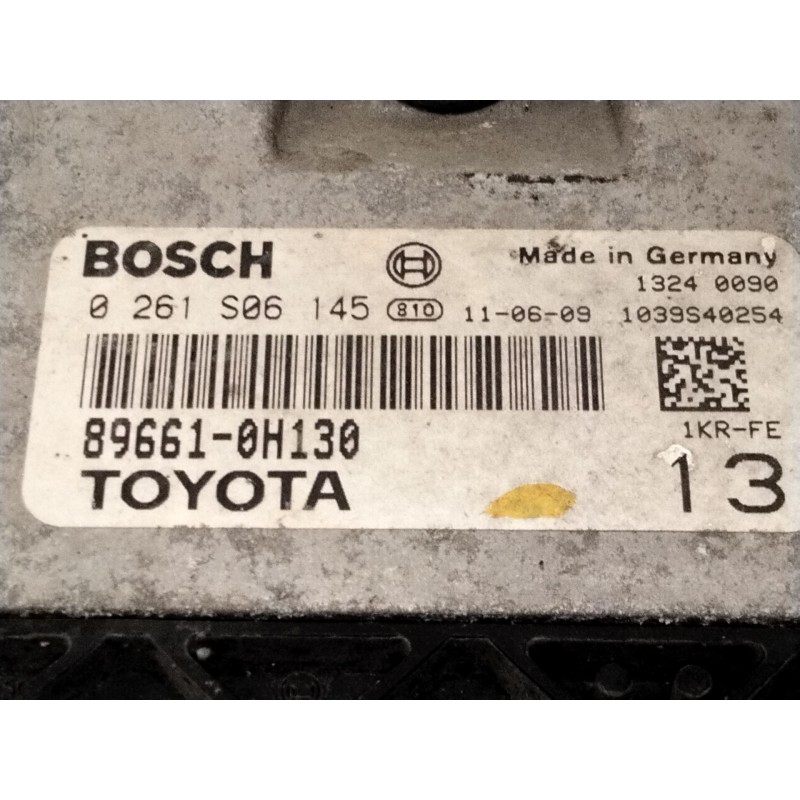 BOSCH Made in Germany
1324 0090
0 261 S06 145 810 11-06-09 1039S40254
89661-0H130 1KR-FE
TOYOTA 13